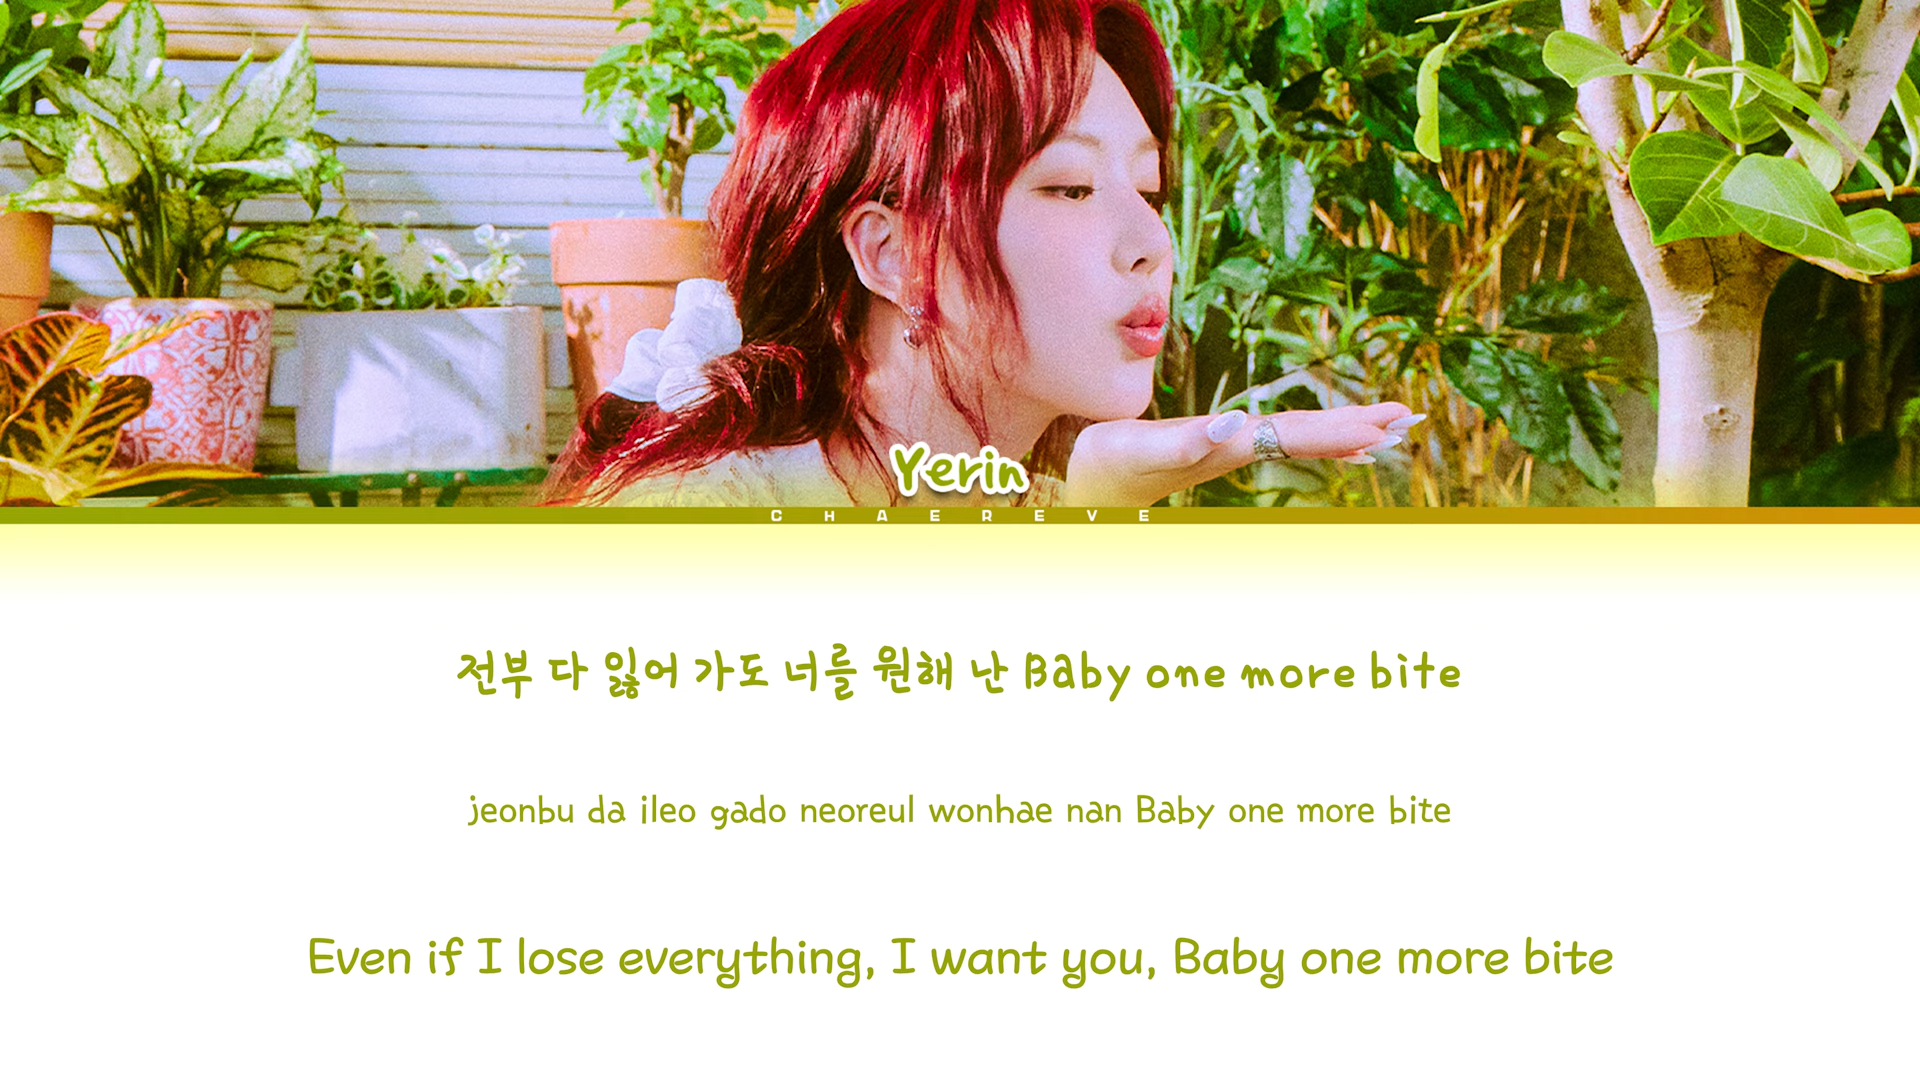 Yerin
CHAEREVE
전부 다 잃어 가도 너를 원해 난 Baby one more bite
jeonbu da ileo gado neoreul wonhae nan Baby one more bite
Even if I lose everything, I want you, Baby one more bite